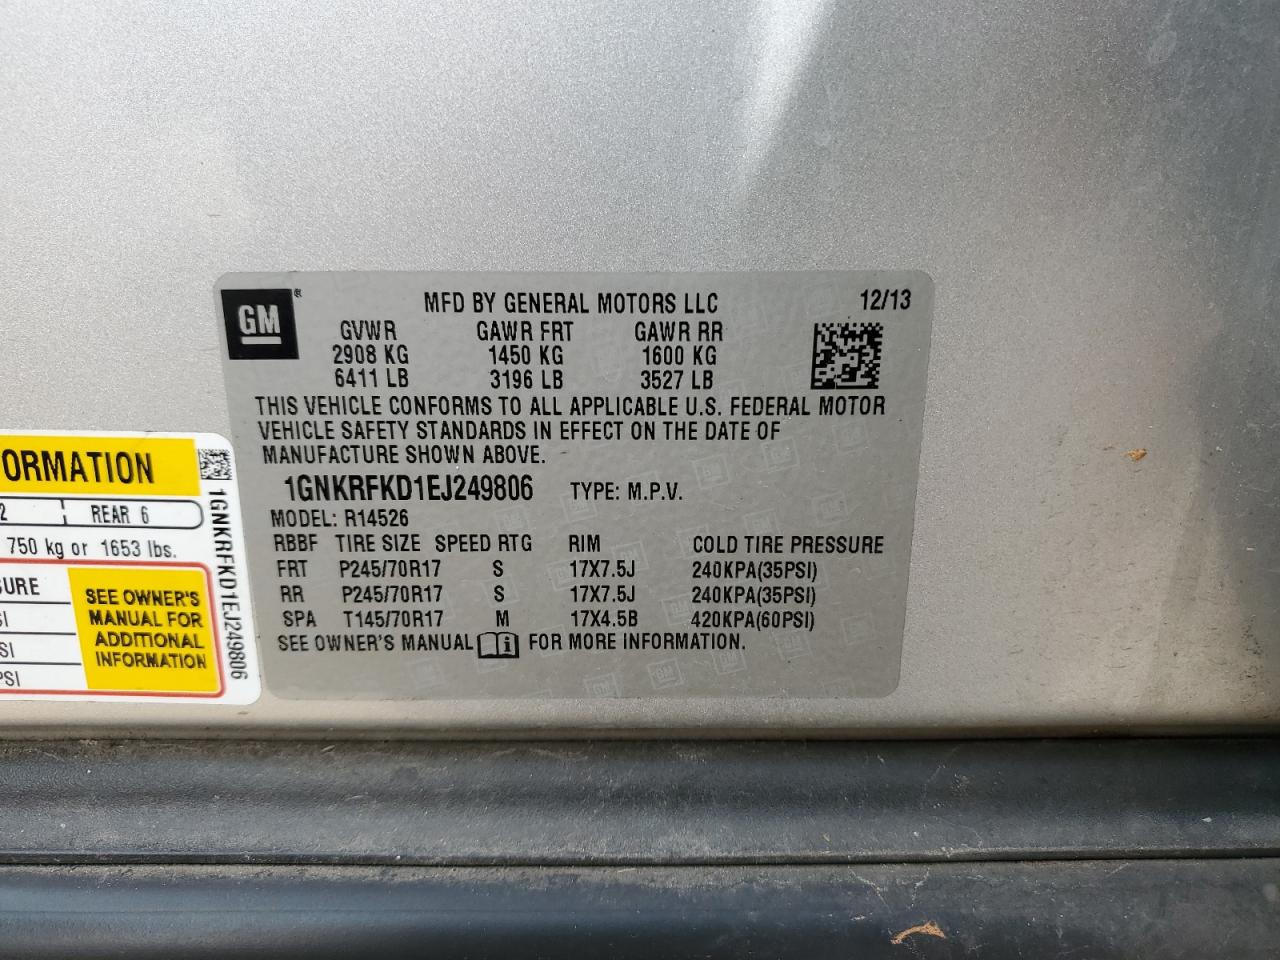 GM ®
MFD BY GENERAL MOTORS LLC 12/13
GVWR GAWR FRT GAWR RR
2908 KG 1450 KG 1600 KG
6411 LB 3196 LB 3527 LB
THIS VEHICLE CONFORMS TO ALL APPLICABLE U.S. FEDERAL MOTOR
VEHICLE SAFETY STANDARDS IN EFFECT ON THE DATE OF
MANUFACTURE SHOWN ABOVE.
1GNKRFKD1EJ249806 TYPE: M.P.V.
MODEL: R14526
RBBF TIRE SIZE SPEED RTG RIM COLD TIRE PRESSURE
FRT P245/70R17 S 17X7.5J 240KPA(35PSI)
RR P245/70R17 S 17X7.5J 240KPA(35PSI)
SPA T145/70R17 M 17X4.5B 420KPA(60PSI)
SEE OWNER'S MANUAL i FOR MORE INFORMATION.
ORMATION
2 REAR 6
750 kg or 1653 lbs.
URE
SI
SI
PSI
SEE OWNER'S
MANUAL FOR
ADDITIONAL
INFORMATION
1GNKRFKD1EJ249806